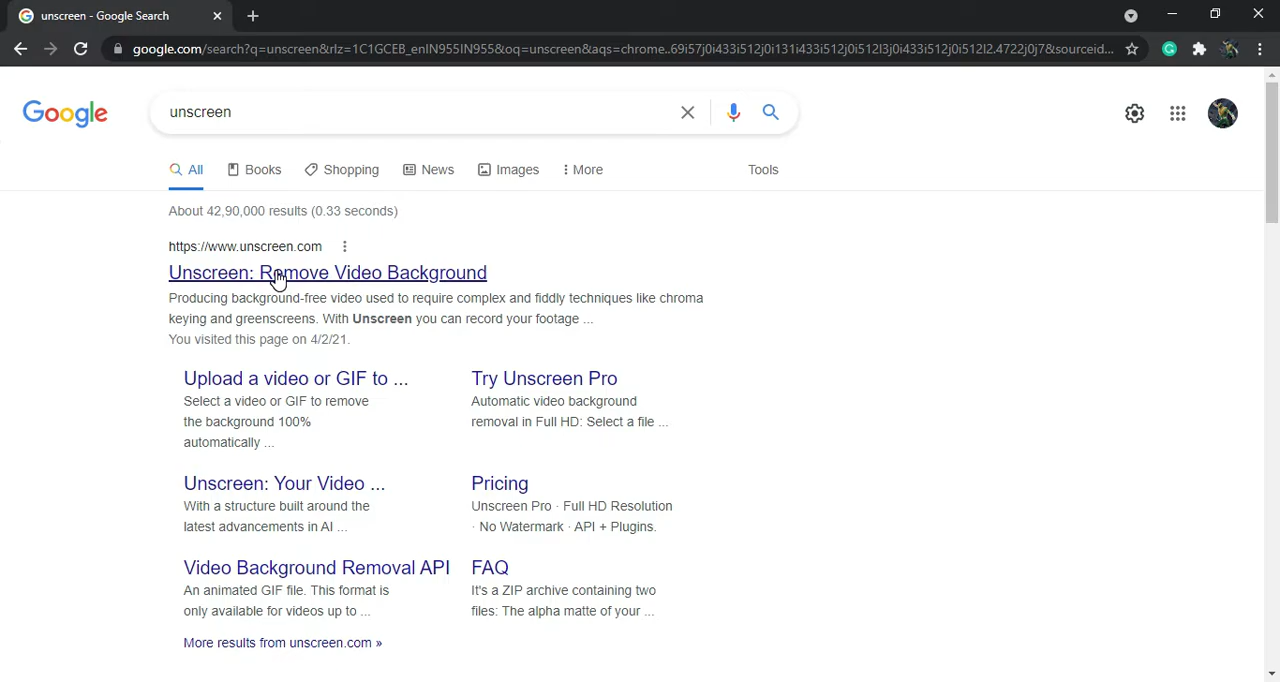 unscreen - Google Search
google.com/search?q=unscreen&rlz=1C1GCEB_enIN955IN955&oq=unscreen&aqs=chrome..69i57j0i433i512j0i131i433i512j0i512l3j0i433i512j0i512l2.4722j0j7&sourceid...
Google
unscreen
All Books Shopping News Images More Tools
About 42,90,000 results (0.33 seconds)
https://www.unscreen.com
Unscreen: Remove Video Background
Producing background-free video used to require complex and fiddly techniques like chroma
keying and greenscreens. With Unscreen you can record your footage ...
You visited this page on 4/2/21.
Upload a video or GIF to ...
Select a video or GIF to remove
the background 100%
automatically ...
Try Unscreen Pro
Automatic video background
removal in Full HD: Select a file ...
Unscreen: Your Video ...
With a structure built around the
latest advancements in AI ...
Pricing
Unscreen Pro · Full HD Resolution
· No Watermark · API + Plugins.
Video Background Removal API
An animated GIF file. This format is
only available for videos up to ...
FAQ
It's a ZIP archive containing two
files: The alpha matte of your ...
More results from unscreen.com »